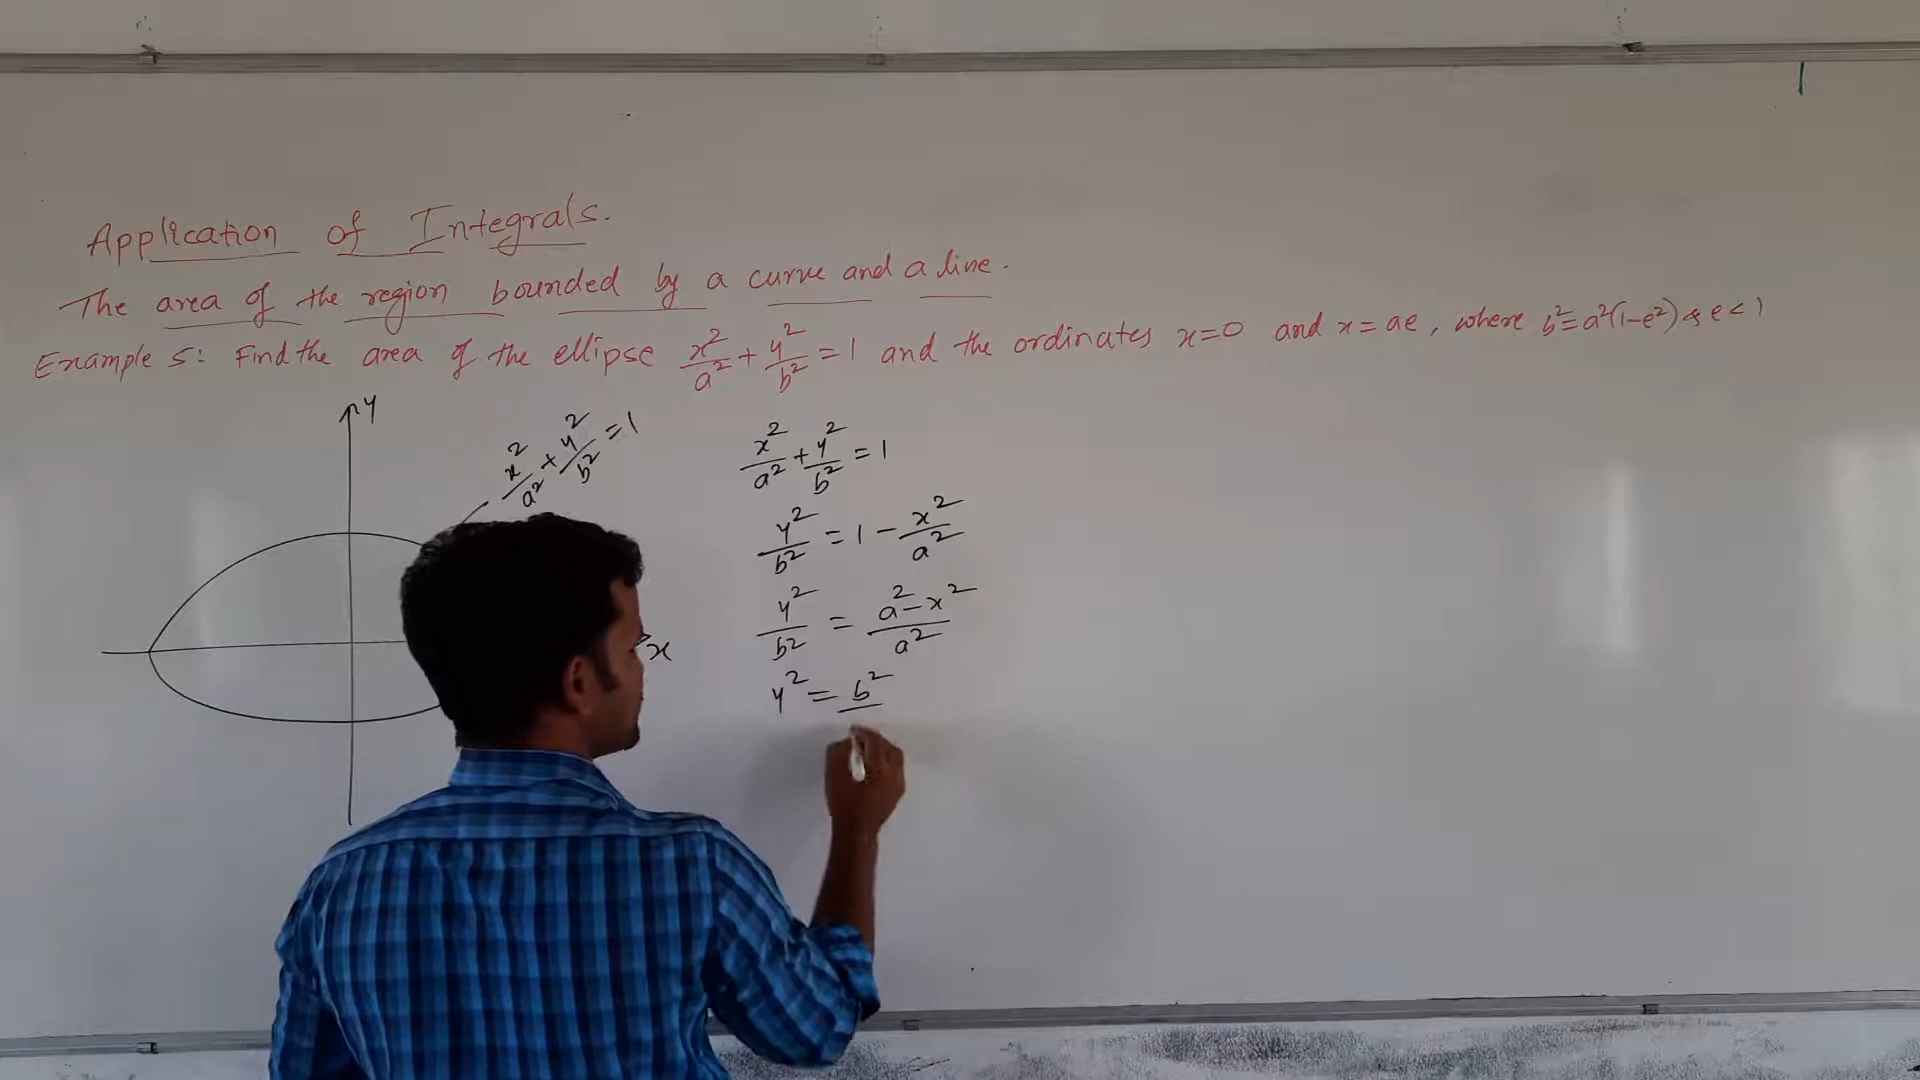 Application of Integrals.
The area of the region bounded by a curve and a line.
Example 5: Find the area of the ellipse x²/a² + y²/b² = 1 and the ordinates x=0 and x=ae, where b²=a²(1-e²) & e<1
y
x²/a² + y²/b² = 1
x
x²/a² + y²/b² = 1
y²/b² = 1 - x²/a²
y²/b² = a²-x²/a²
y² = b²